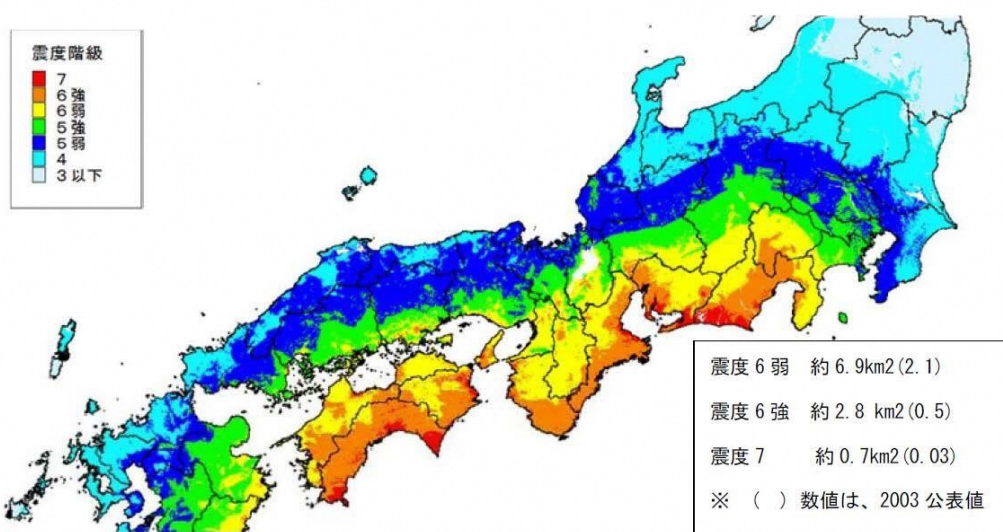 震度階級
7
6強
6弱
5強
5弱
4
3以下
震度6弱　約6.9km2(2.1)
震度6強　約2.8 km2(0.5)
震度7　　約0.7km2(0.03)
※　(　)数値は、2003公表値